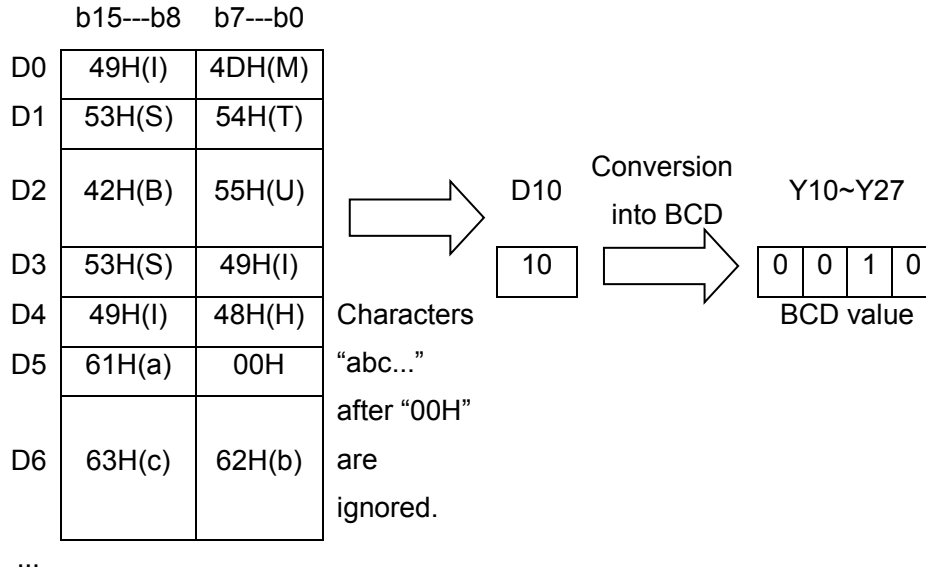 b15---b8 b7---b0
D0 49H(I) 4DH(M)
D1 53H(S) 54H(T)
D2 42H(B) 55H(U)
D3 53H(S) 49H(I)
D4 49H(I) 48H(H)
D5 61H(a) 00H
D6 63H(c) 62H(b)
...
Characters
“abc...”
after “00H”
are
ignored.
D10
10
Conversion
into BCD
Y10~Y27
0 0 1 0
BCD value